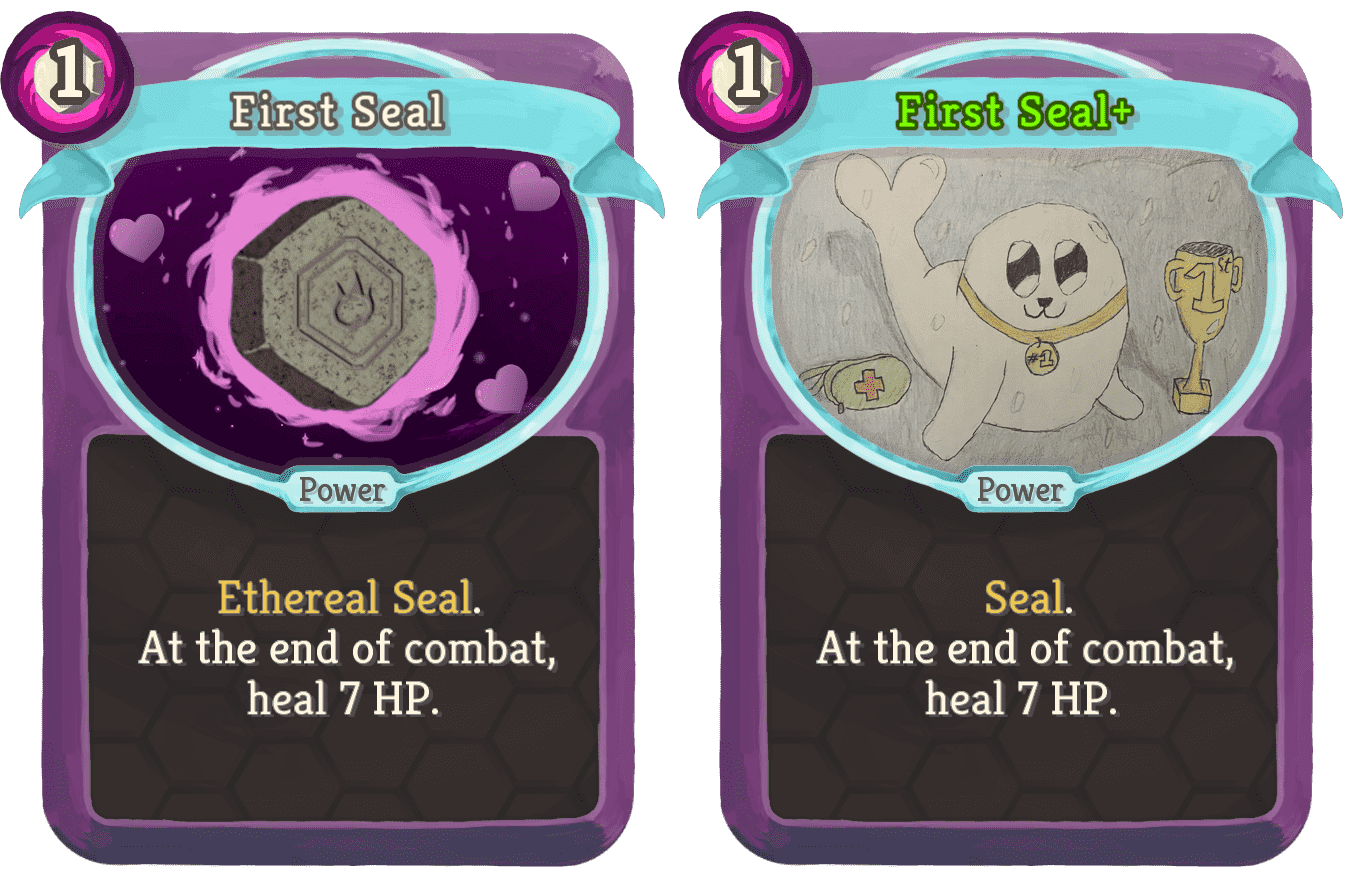 1
First Seal
Power
Ethereal Seal.
At the end of combat,
heal 7 HP.
1
First Seal+
#1
1st
Power
Seal.
At the end of combat,
heal 7 HP.